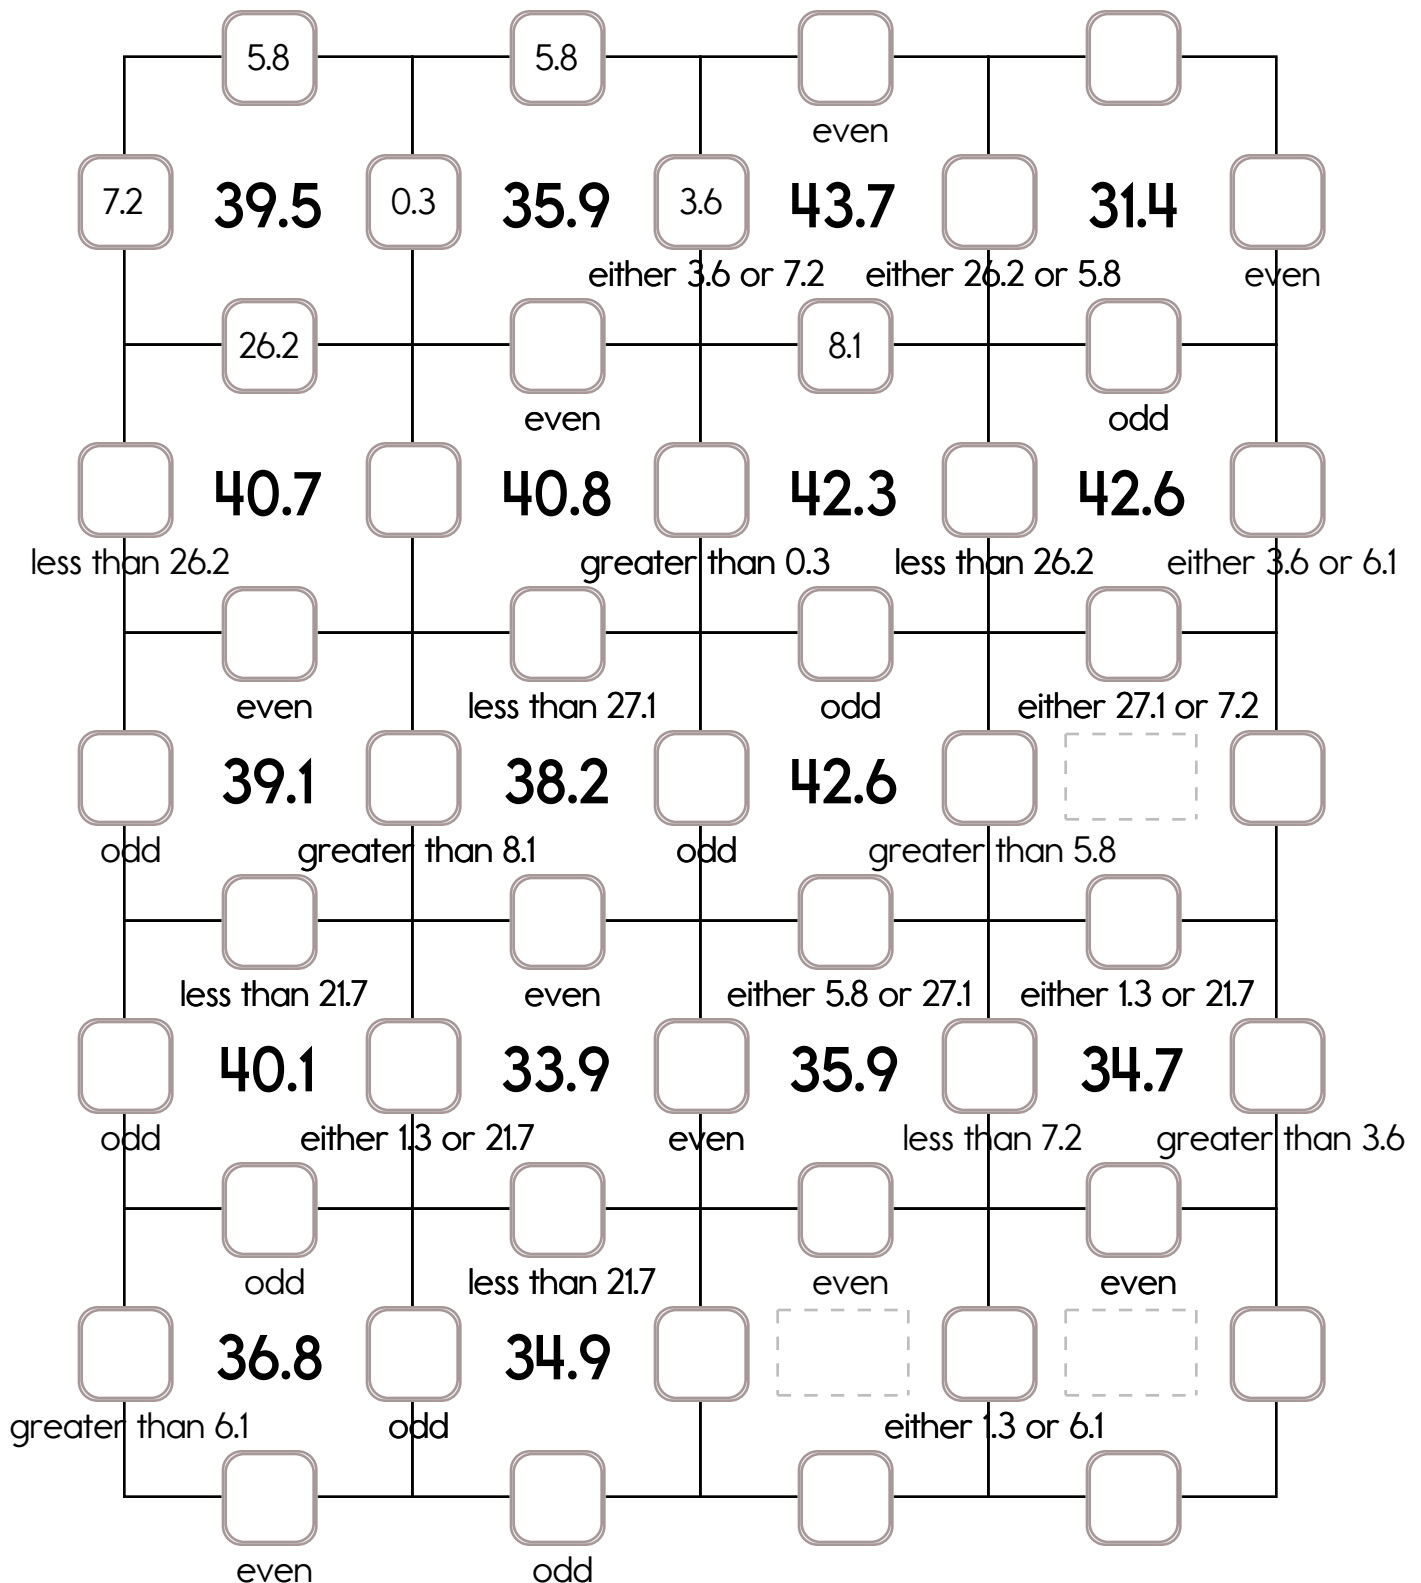 5.8 5.8
even
7.2 39.5 0.3 35.9 3.6 43.7 31.4
either 3.6 or 7.2 either 26.2 or 5.8 even
26.2 8.1
even odd
40.7 40.8 42.3 42.6
less than 26.2 greater than 0.3 less than 26.2 either 3.6 or 6.1
even less than 27.1 odd either 27.1 or 7.2
39.1 38.2 42.6
odd greater than 8.1 odd greater than 5.8
less than 21.7 even either 5.8 or 27.1 either 1.3 or 21.7
40.1 33.9 35.9 34.7
odd either 1.3 or 21.7 even less than 7.2 greater than 3.6
odd less than 21.7 even even
36.8 34.9
greater than 6.1 odd either 1.3 or 6.1
even odd